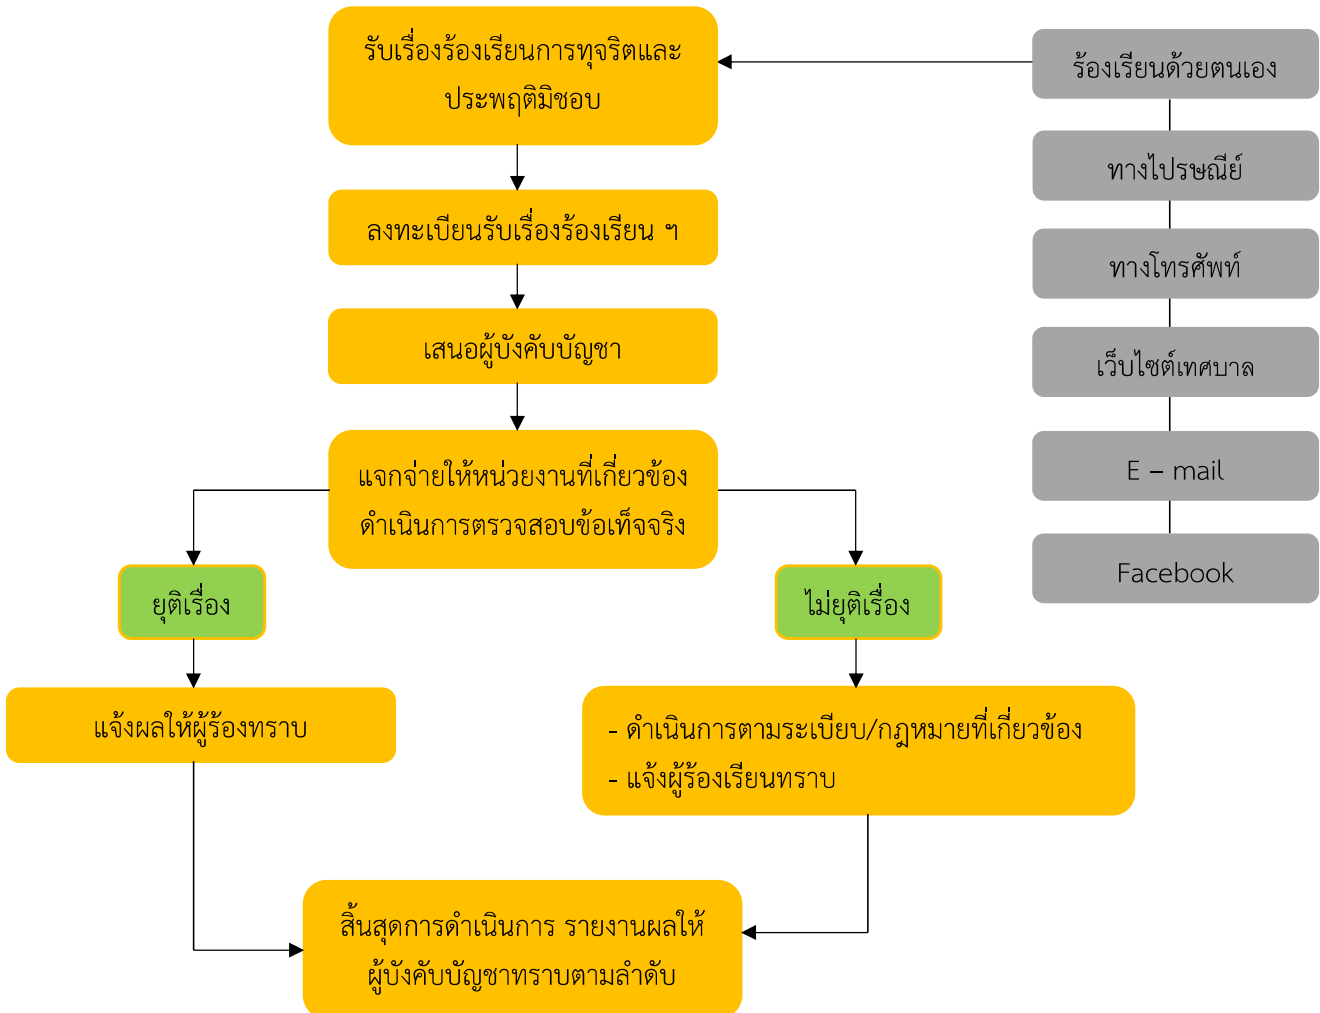 รับเรื่องร้องเรียนการทุจริตและ
ประพฤติมิชอบ
ลงทะเบียนรับเรื่องร้องเรียน ฯ
เสนอผู้บังคับบัญชา
แจกจ่ายให้หน่วยงานที่เกี่ยวข้อง
ดำเนินการตรวจสอบข้อเท็จจริง
ยุติเรื่อง
ไม่ยุติเรื่อง
แจ้งผลให้ผู้ร้องทราบ
- ดำเนินการตามระเบียบ/กฎหมายที่เกี่ยวข้อง
- แจ้งผู้ร้องเรียนทราบ
สิ้นสุดการดำเนินการ รายงานผลให้
ผู้บังคับบัญชาทราบตามลำดับ
ร้องเรียนด้วยตนเอง
ทางไปรษณีย์
ทางโทรศัพท์
เว็บไซต์เทศบาล
E – mail
Facebook